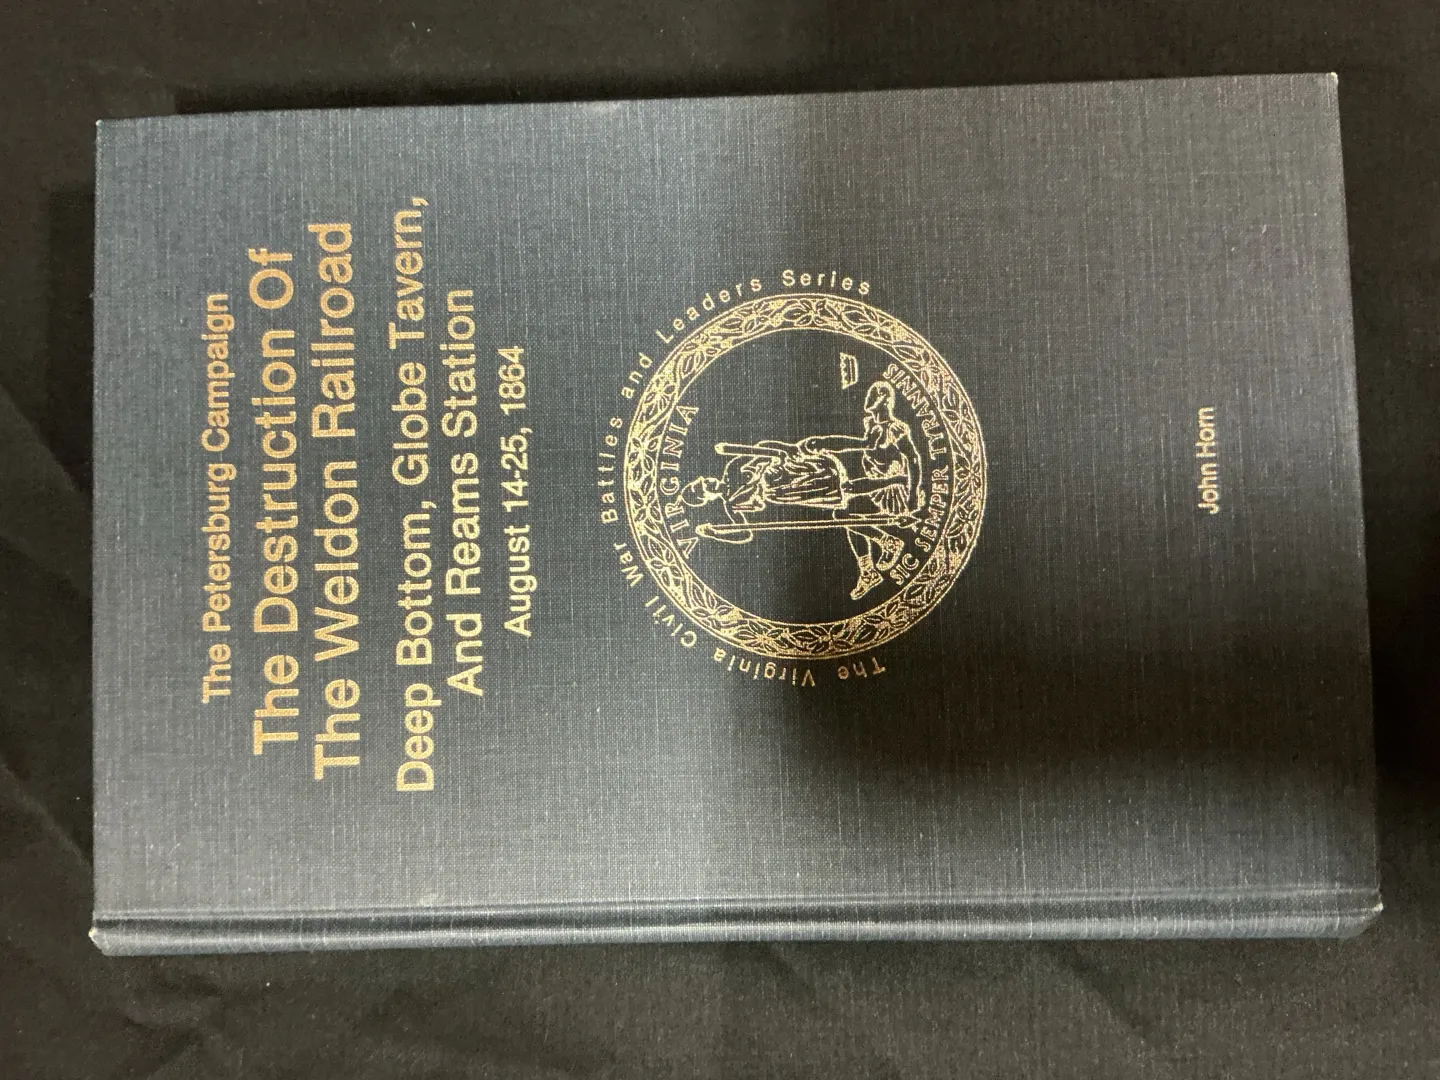 The Petersburg Campaign
The Destruction Of
The Weldon Railroad
Deep Bottom, Globe Tavern,
And Reams Station
August 14-25, 1864
The Virginia Civil War Battles and Leaders Series
VIRGINIA
SIC SEMPER TYRANNIS
John Horn